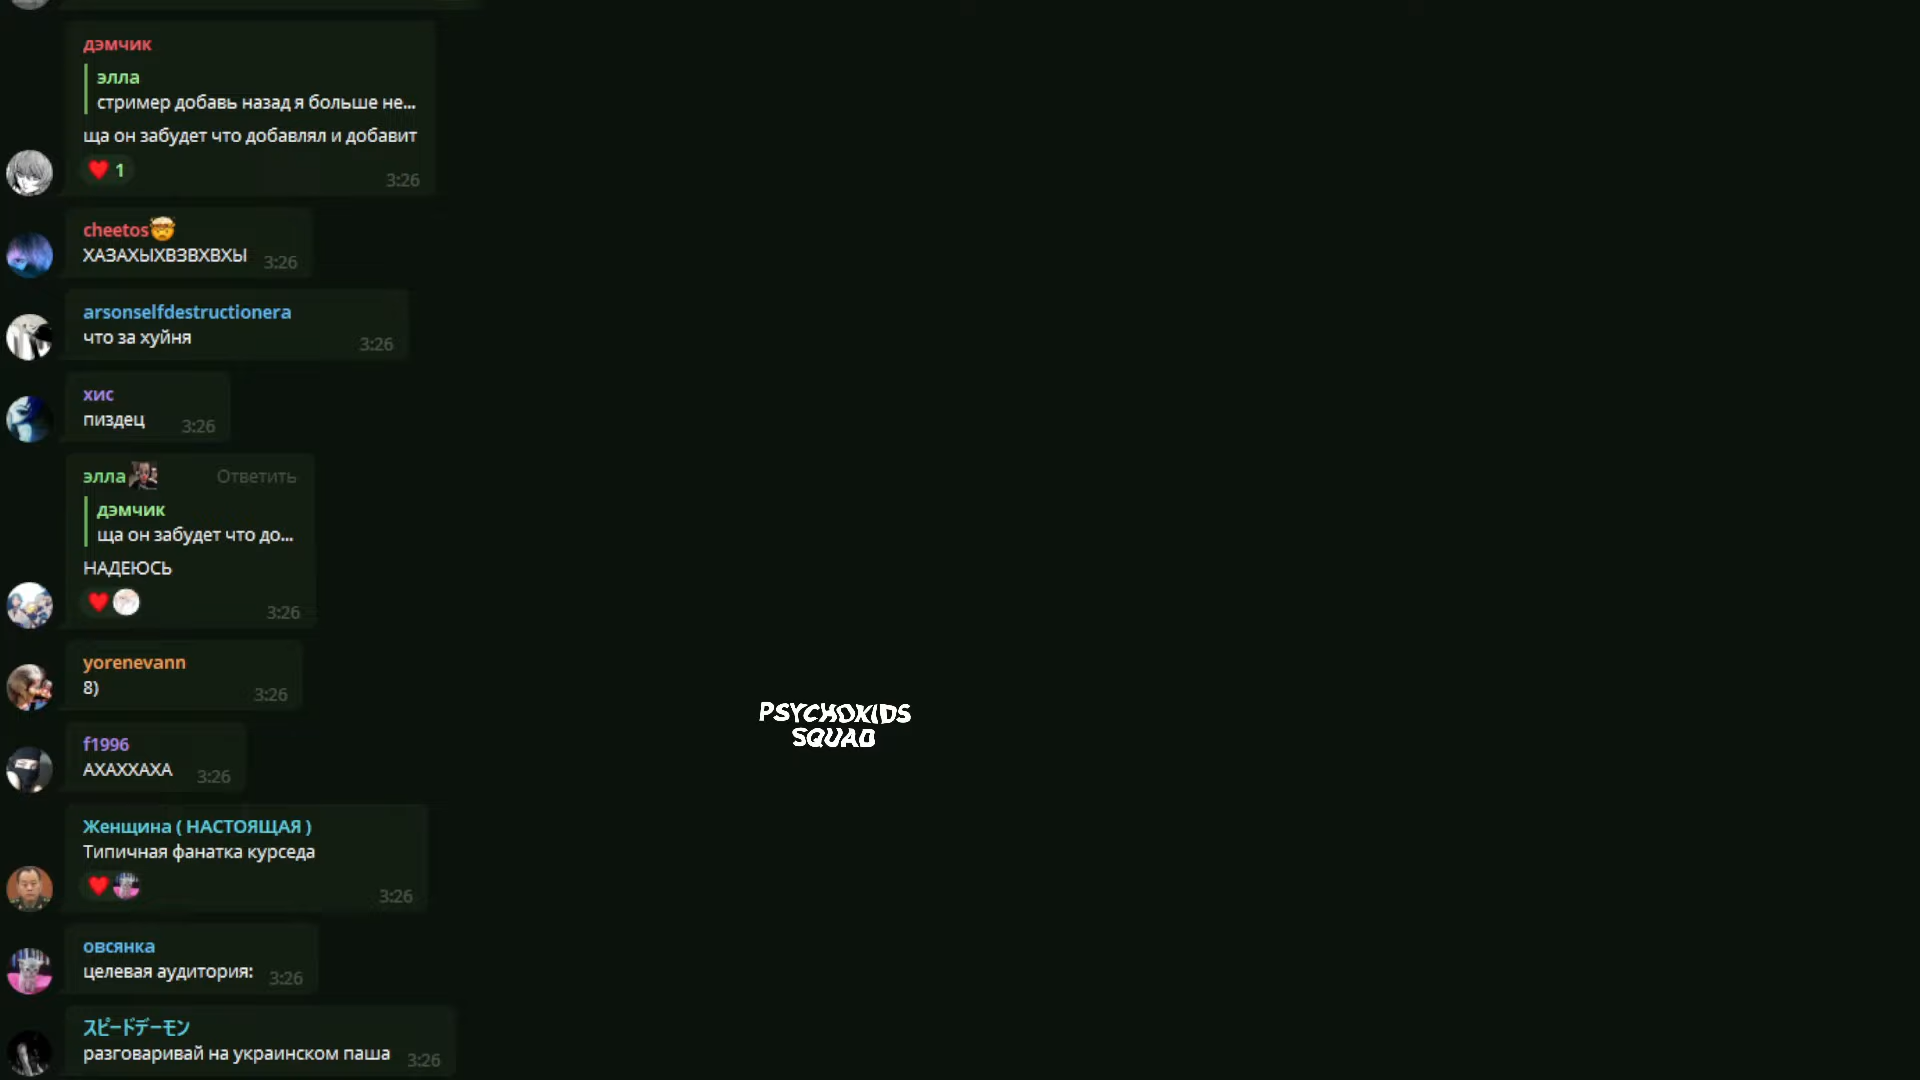 дэмчик
элла
стример добавь назад я больше не...
ща он забудет что добавлял и добавит
1
3:26
cheetos
ХАЗАХЫХВЗВХВХЫ 3:26
arsonselfdestructionera
что за хуйня 3:26
хис
пиздец 3:26
элла Ответить
дэмчик
ща он забудет что до...
НАДЕЮСЬ
3:26
yorenevann
8) 3:26
f1996
АХАХХАХА 3:26
Женщина ( НАСТОЯЩАЯ )
Типичная фанатка курседа
3:26
овсянка
целевая аудитория: 3:26
スピードデーモン
разговаривай на украинском паша 3:26
PSYCHOKIDS
SQUAD